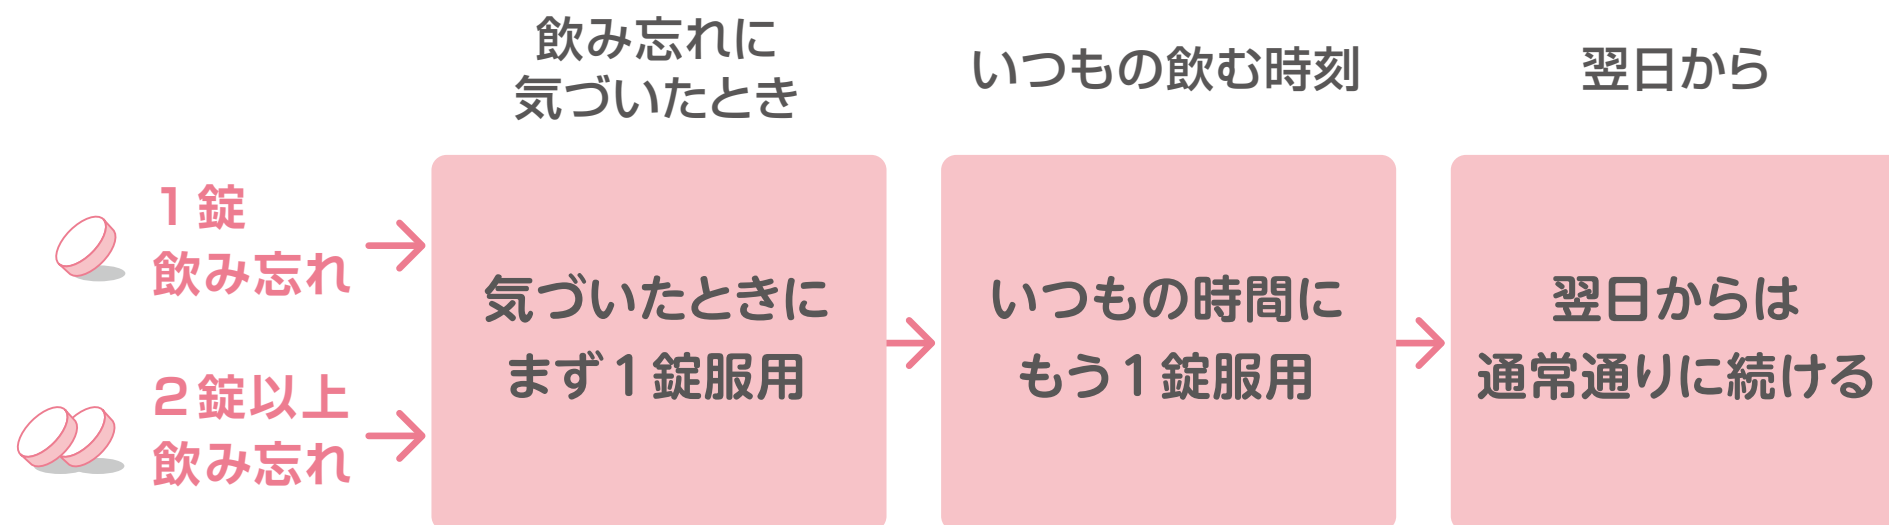 飲み忘れに
気づいたとき
いつもの飲む時刻
翌日から
1錠
飲み忘れ
2錠以上
飲み忘れ
気づいたときに
まず1錠服用
いつもの時間に
もう1錠服用
翌日からは
通常通りに続ける